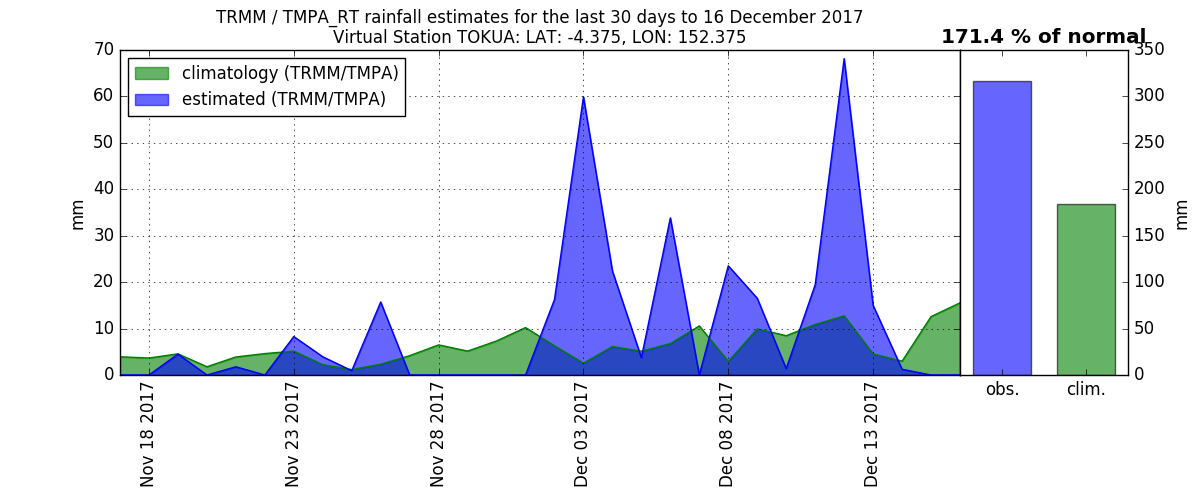 TRMM / TMPA_RT rainfall estimates for the last 30 days to 16 December 2017
Virtual Station TOKUA: LAT: -4.375, LON: 152.375
171.4 % of normal
climatology (TRMM/TMPA)
estimated (TRMM/TMPA)
70
60
50
40
30
20
10
0
mm
Nov 18 2017
Nov 23 2017
Nov 28 2017
Dec 03 2017
Dec 08 2017
Dec 13 2017
350
300
250
200
150
100
50
0
mm
obs.
clim.